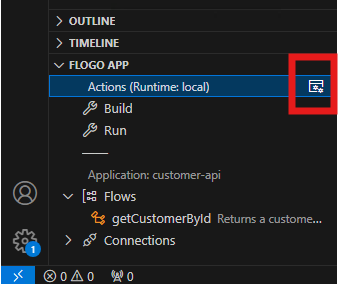 OUTLINE
TIMELINE
FLOGO APP
Actions (Runtime: local)
Build
Run
Application: customer-api
Flows
getCustomerById Returns a custome...
Connections
1
0 0 0